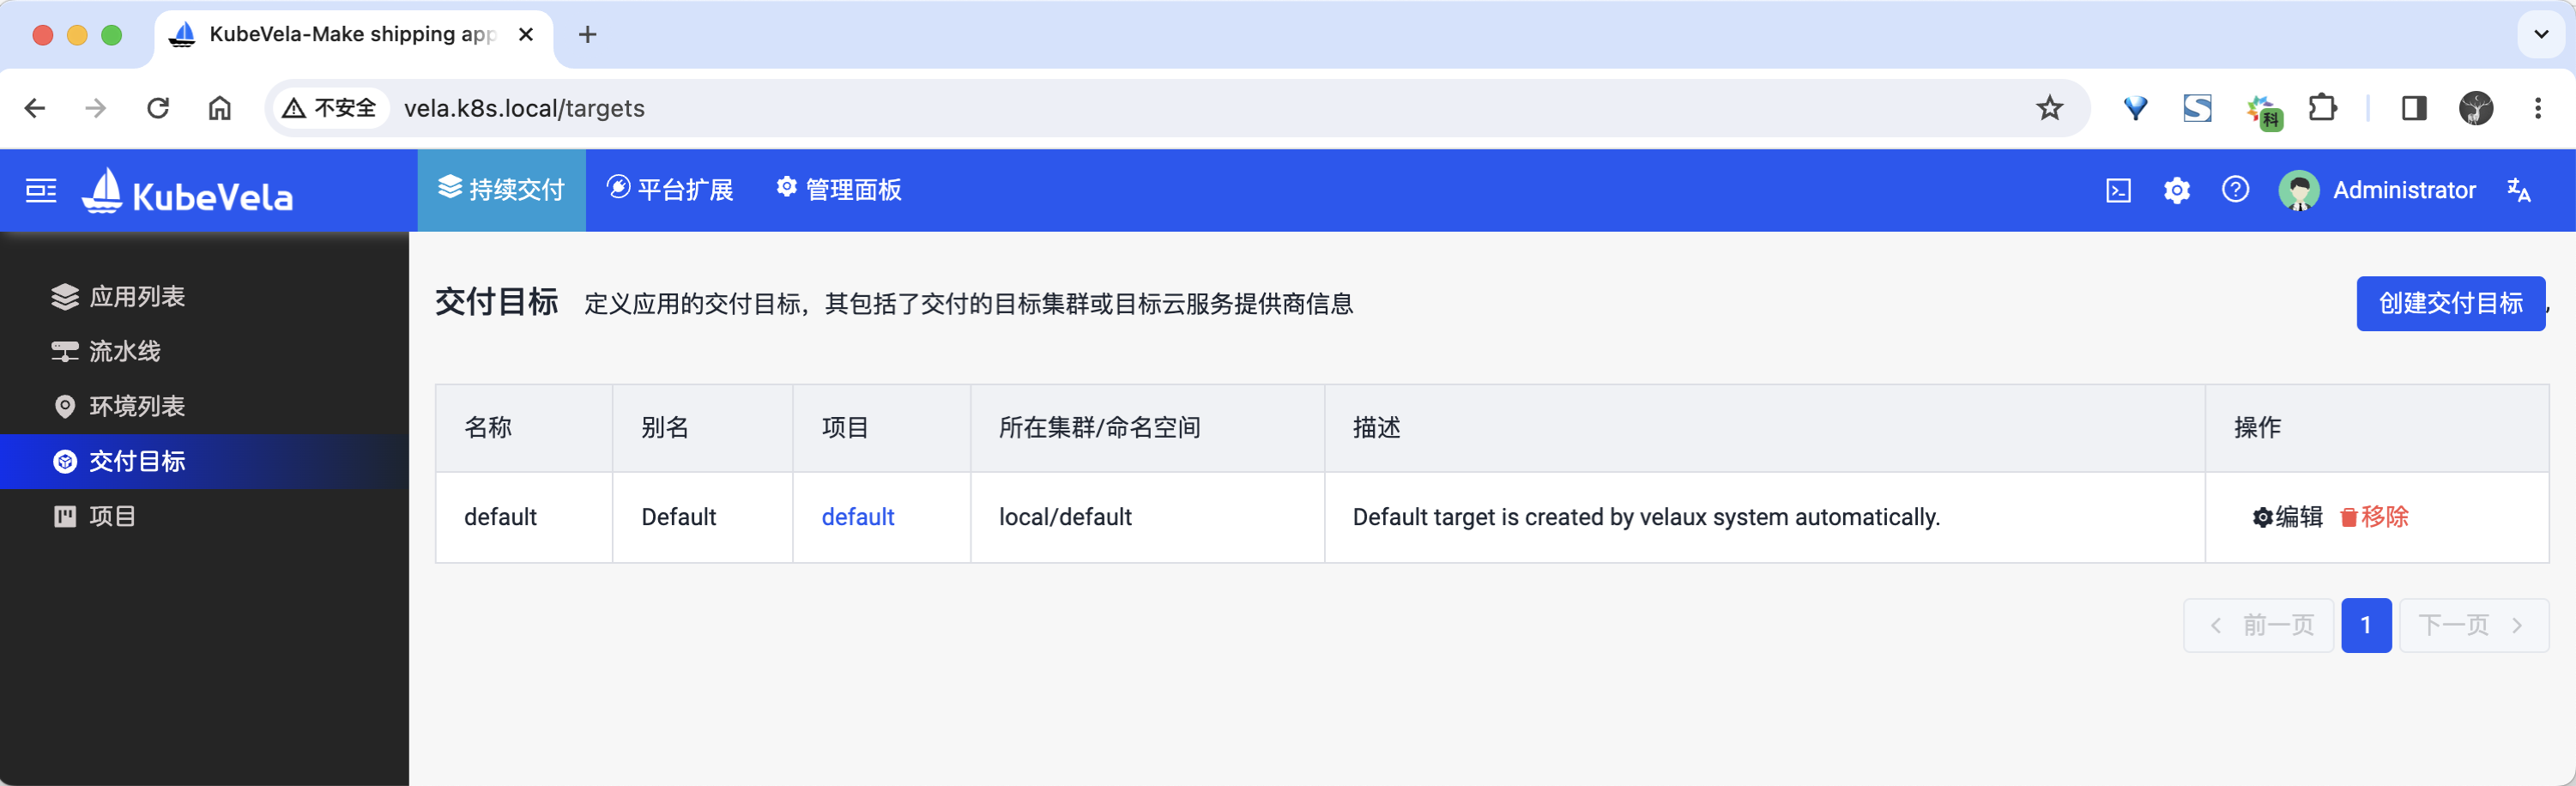 KubeVela-Make shipping app
不安全 vela.k8s.local/targets
科
KubeVela 持续交付 平台扩展 管理面板 Administrator
应用列表
流水线
环境列表
交付目标
项目
交付目标 定义应用的交付目标，其包括了交付的目标集群或目标云服务提供商信息 创建交付目标 ,
名称 别名 项目 所在集群/命名空间 描述 操作
default Default default local/default Default target is created by velaux system automatically. 编辑 移除
前一页 1 下一页